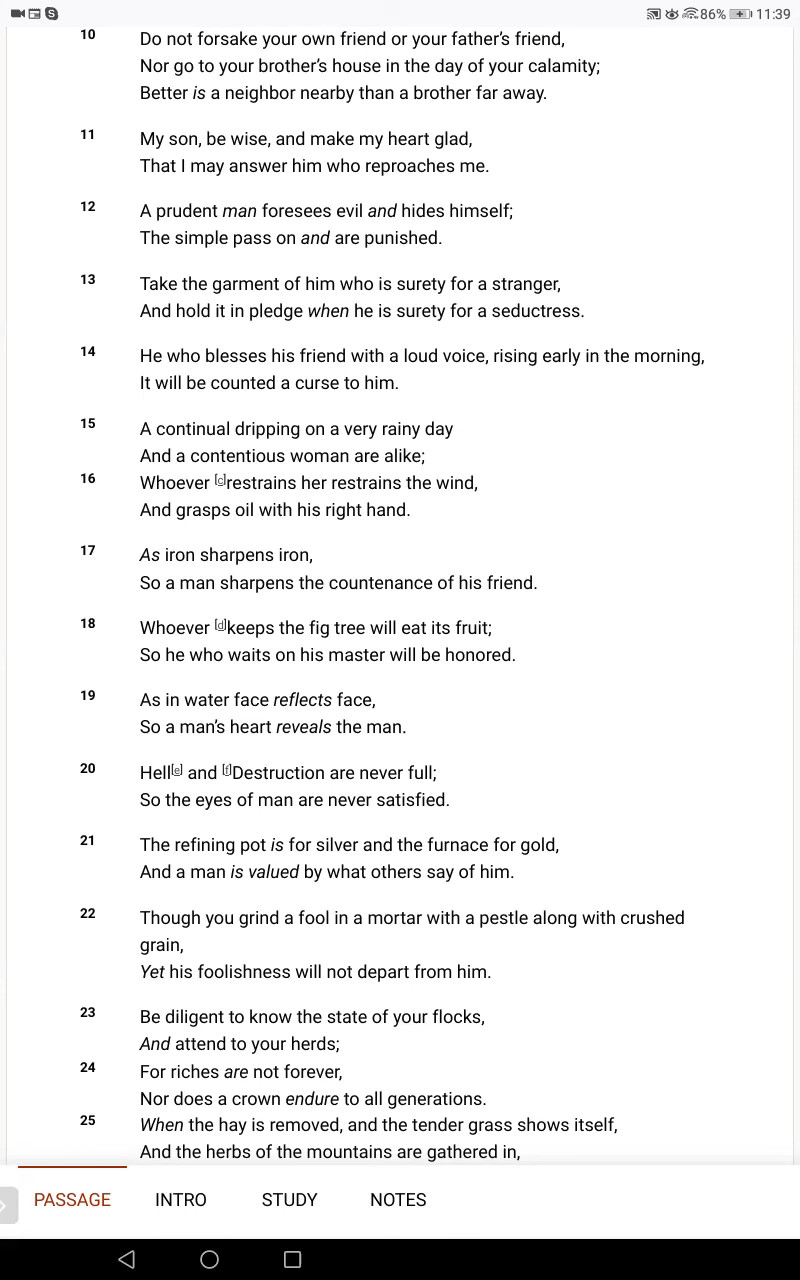 86% 11:39
10 Do not forsake your own friend or your father’s friend,
Nor go to your brother’s house in the day of your calamity;
Better is a neighbor nearby than a brother far away.
11 My son, be wise, and make my heart glad,
That I may answer him who reproaches me.
12 A prudent man foresees evil and hides himself;
The simple pass on and are punished.
13 Take the garment of him who is surety for a stranger,
And hold it in pledge when he is surety for a seductress.
14 He who blesses his friend with a loud voice, rising early in the morning,
It will be counted a curse to him.
15 A continual dripping on a very rainy day
And a contentious woman are alike;
16 Whoever [c]restrains her restrains the wind,
And grasps oil with his right hand.
17 As iron sharpens iron,
So a man sharpens the countenance of his friend.
18 Whoever [d]keeps the fig tree will eat its fruit;
So he who waits on his master will be honored.
19 As in water face reflects face,
So a man’s heart reveals the man.
20 Hell[e] and [f]Destruction are never full;
So the eyes of man are never satisfied.
21 The refining pot is for silver and the furnace for gold,
And a man is valued by what others say of him.
22 Though you grind a fool in a mortar with a pestle along with crushed
grain,
Yet his foolishness will not depart from him.
23 Be diligent to know the state of your flocks,
And attend to your herds;
24 For riches are not forever,
Nor does a crown endure to all generations.
25 When the hay is removed, and the tender grass shows itself,
And the herbs of the mountains are gathered in,
PASSAGE INTRO STUDY NOTES